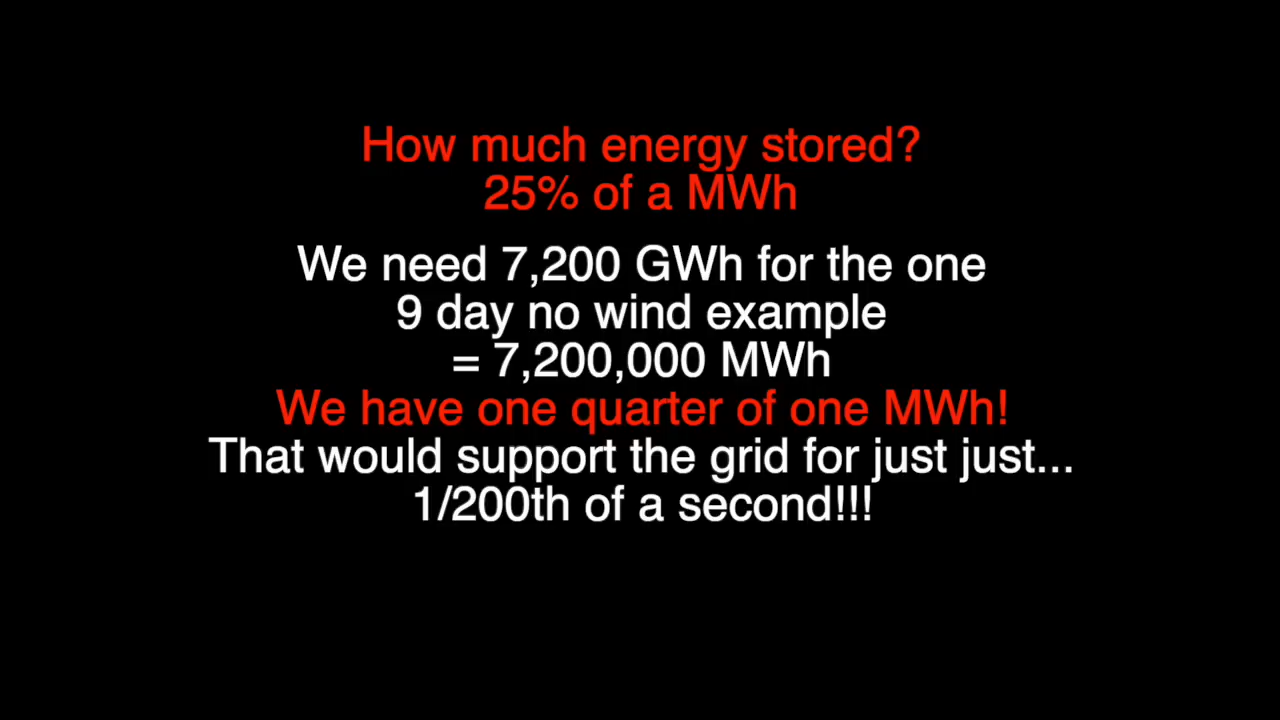 How much energy stored?
25% of a MWh
We need 7,200 GWh for the one
9 day no wind example
= 7,200,000 MWh
We have one quarter of one MWh!
That would support the grid for just just...
1/200th of a second!!!